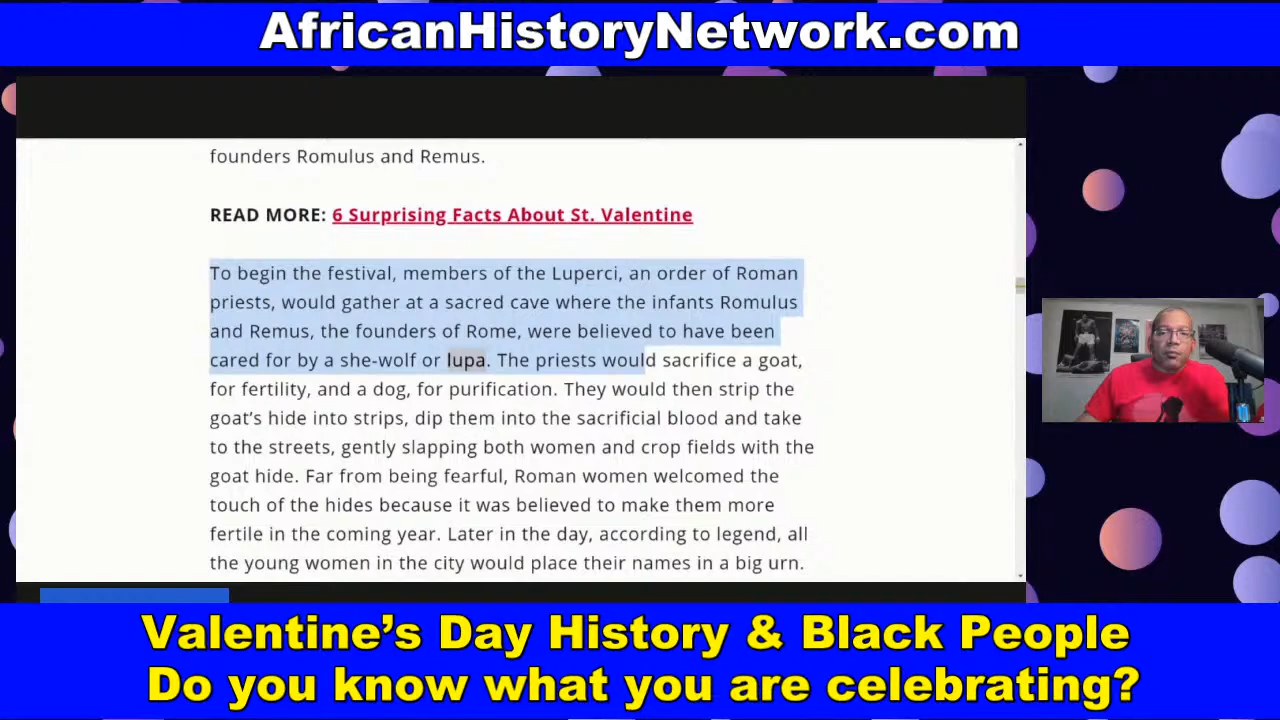 AfricanHistoryNetwork.com
founders Romulus and Remus.
READ MORE: 6 Surprising Facts About St. Valentine
To begin the festival, members of the Luperci, an order of Roman
priests, would gather at a sacred cave where the infants Romulus
and Remus, the founders of Rome, were believed to have been
cared for by a she-wolf or lupa. The priests would sacrifice a goat,
for fertility, and a dog, for purification. They would then strip the
goat’s hide into strips, dip them into the sacrificial blood and take
to the streets, gently slapping both women and crop fields with the
goat hide. Far from being fearful, Roman women welcomed the
touch of the hides because it was believed to make them more
fertile in the coming year. Later in the day, according to legend, all
the young women in the city would place their names in a big urn.
Valentine’s Day History & Black People
Do you know what you are celebrating?